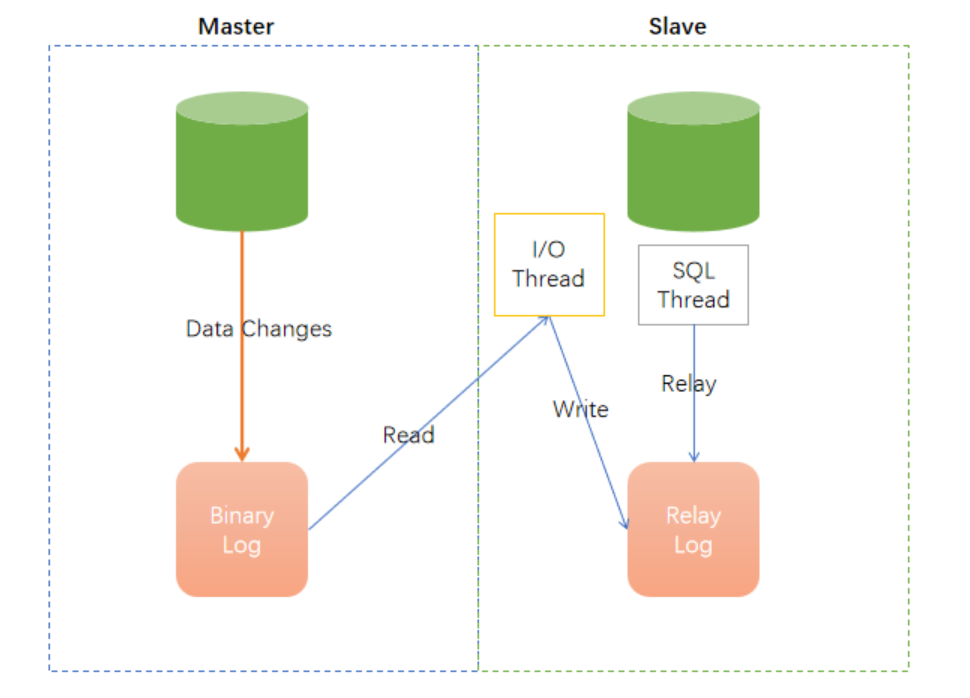 Master
Slave
I/O
Thread
SQL
Thread
Data Changes
Relay
Write
Read
Binary
Log
Relay
Log